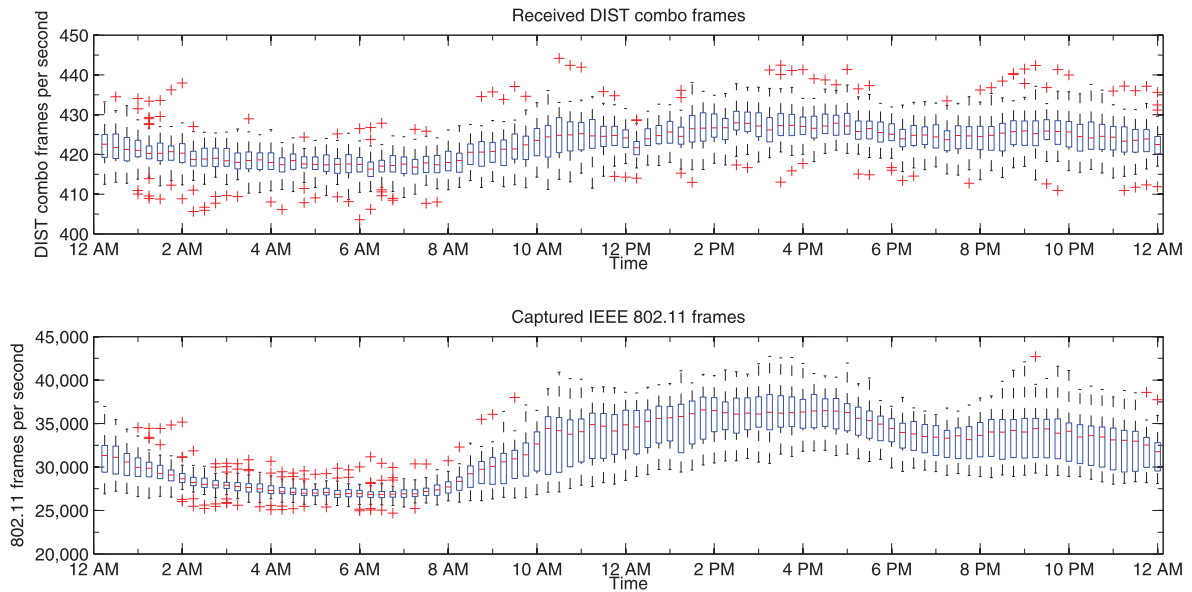 Received DIST combo frames
DIST combo frames per second
450
440
430
420
410
400
12 AM 2 AM 4 AM 6 AM 8 AM 10 AM 12 PM 2 PM 4 PM 6 PM 8 PM 10 PM 12 AM
Time
Captured IEEE 802.11 frames
802.11 frames per second
45,000
40,000
35,000
30,000
25,000
20,000
12 AM 2 AM 4 AM 6 AM 8 AM 10 AM 12 PM 2 PM 4 PM 6 PM 8 PM 10 PM 12 AM
Time